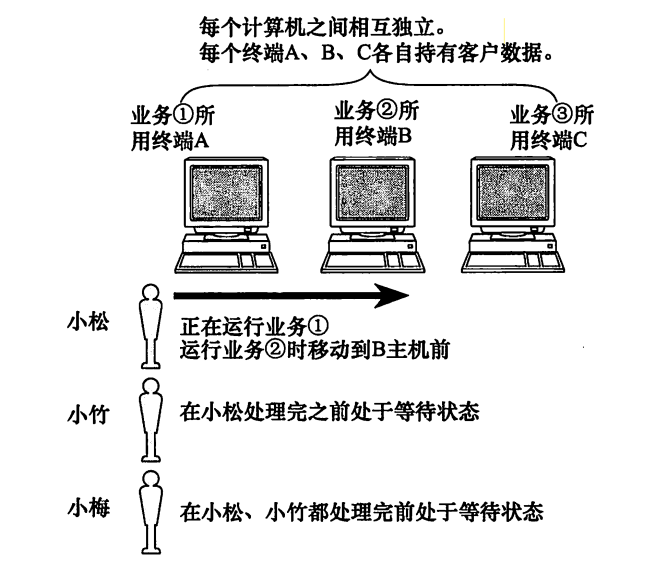 每个计算机之间相互独立。
每个终端A、B、C各自持有客户数据。
业务①所
用终端A
业务②所
用终端B
业务③所
用终端C
小松
正在运行业务①
运行业务②时移动到B主机前
小竹
在小松处理完之前处于等待状态
小梅
在小松、小竹都处理完前处于等待状态